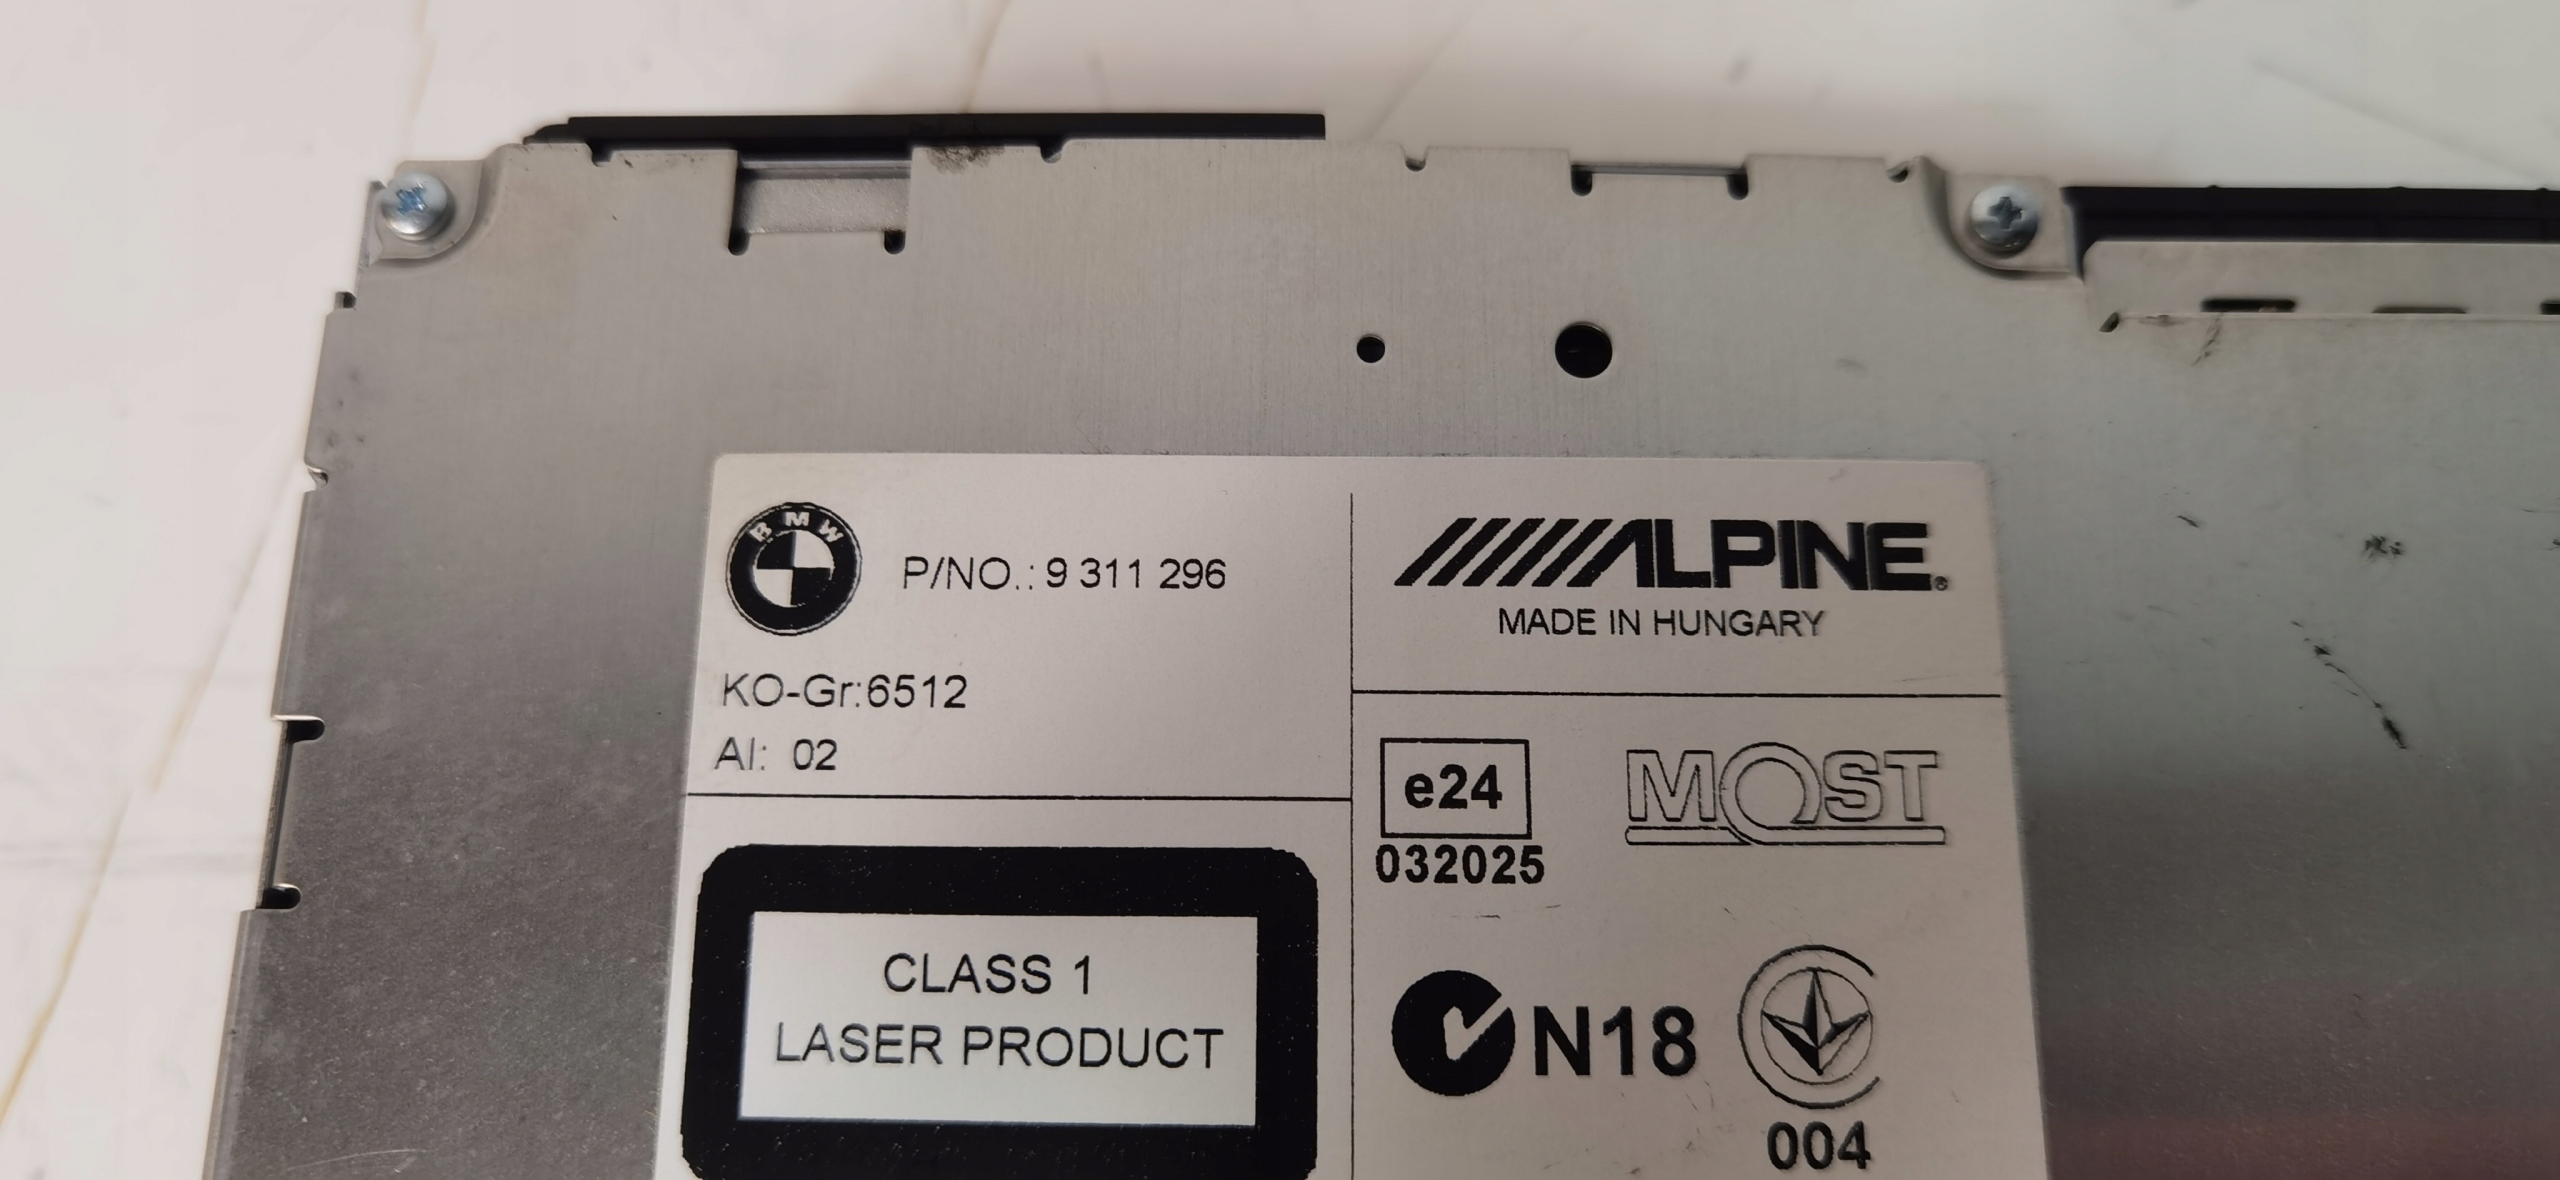 BMW
P/NO.: 9 311 296
KO-Gr:6512
AI: 02
CLASS 1
LASER PRODUCT
ALPINE®
MADE IN HUNGARY
e24
032025
MOST
N18
004